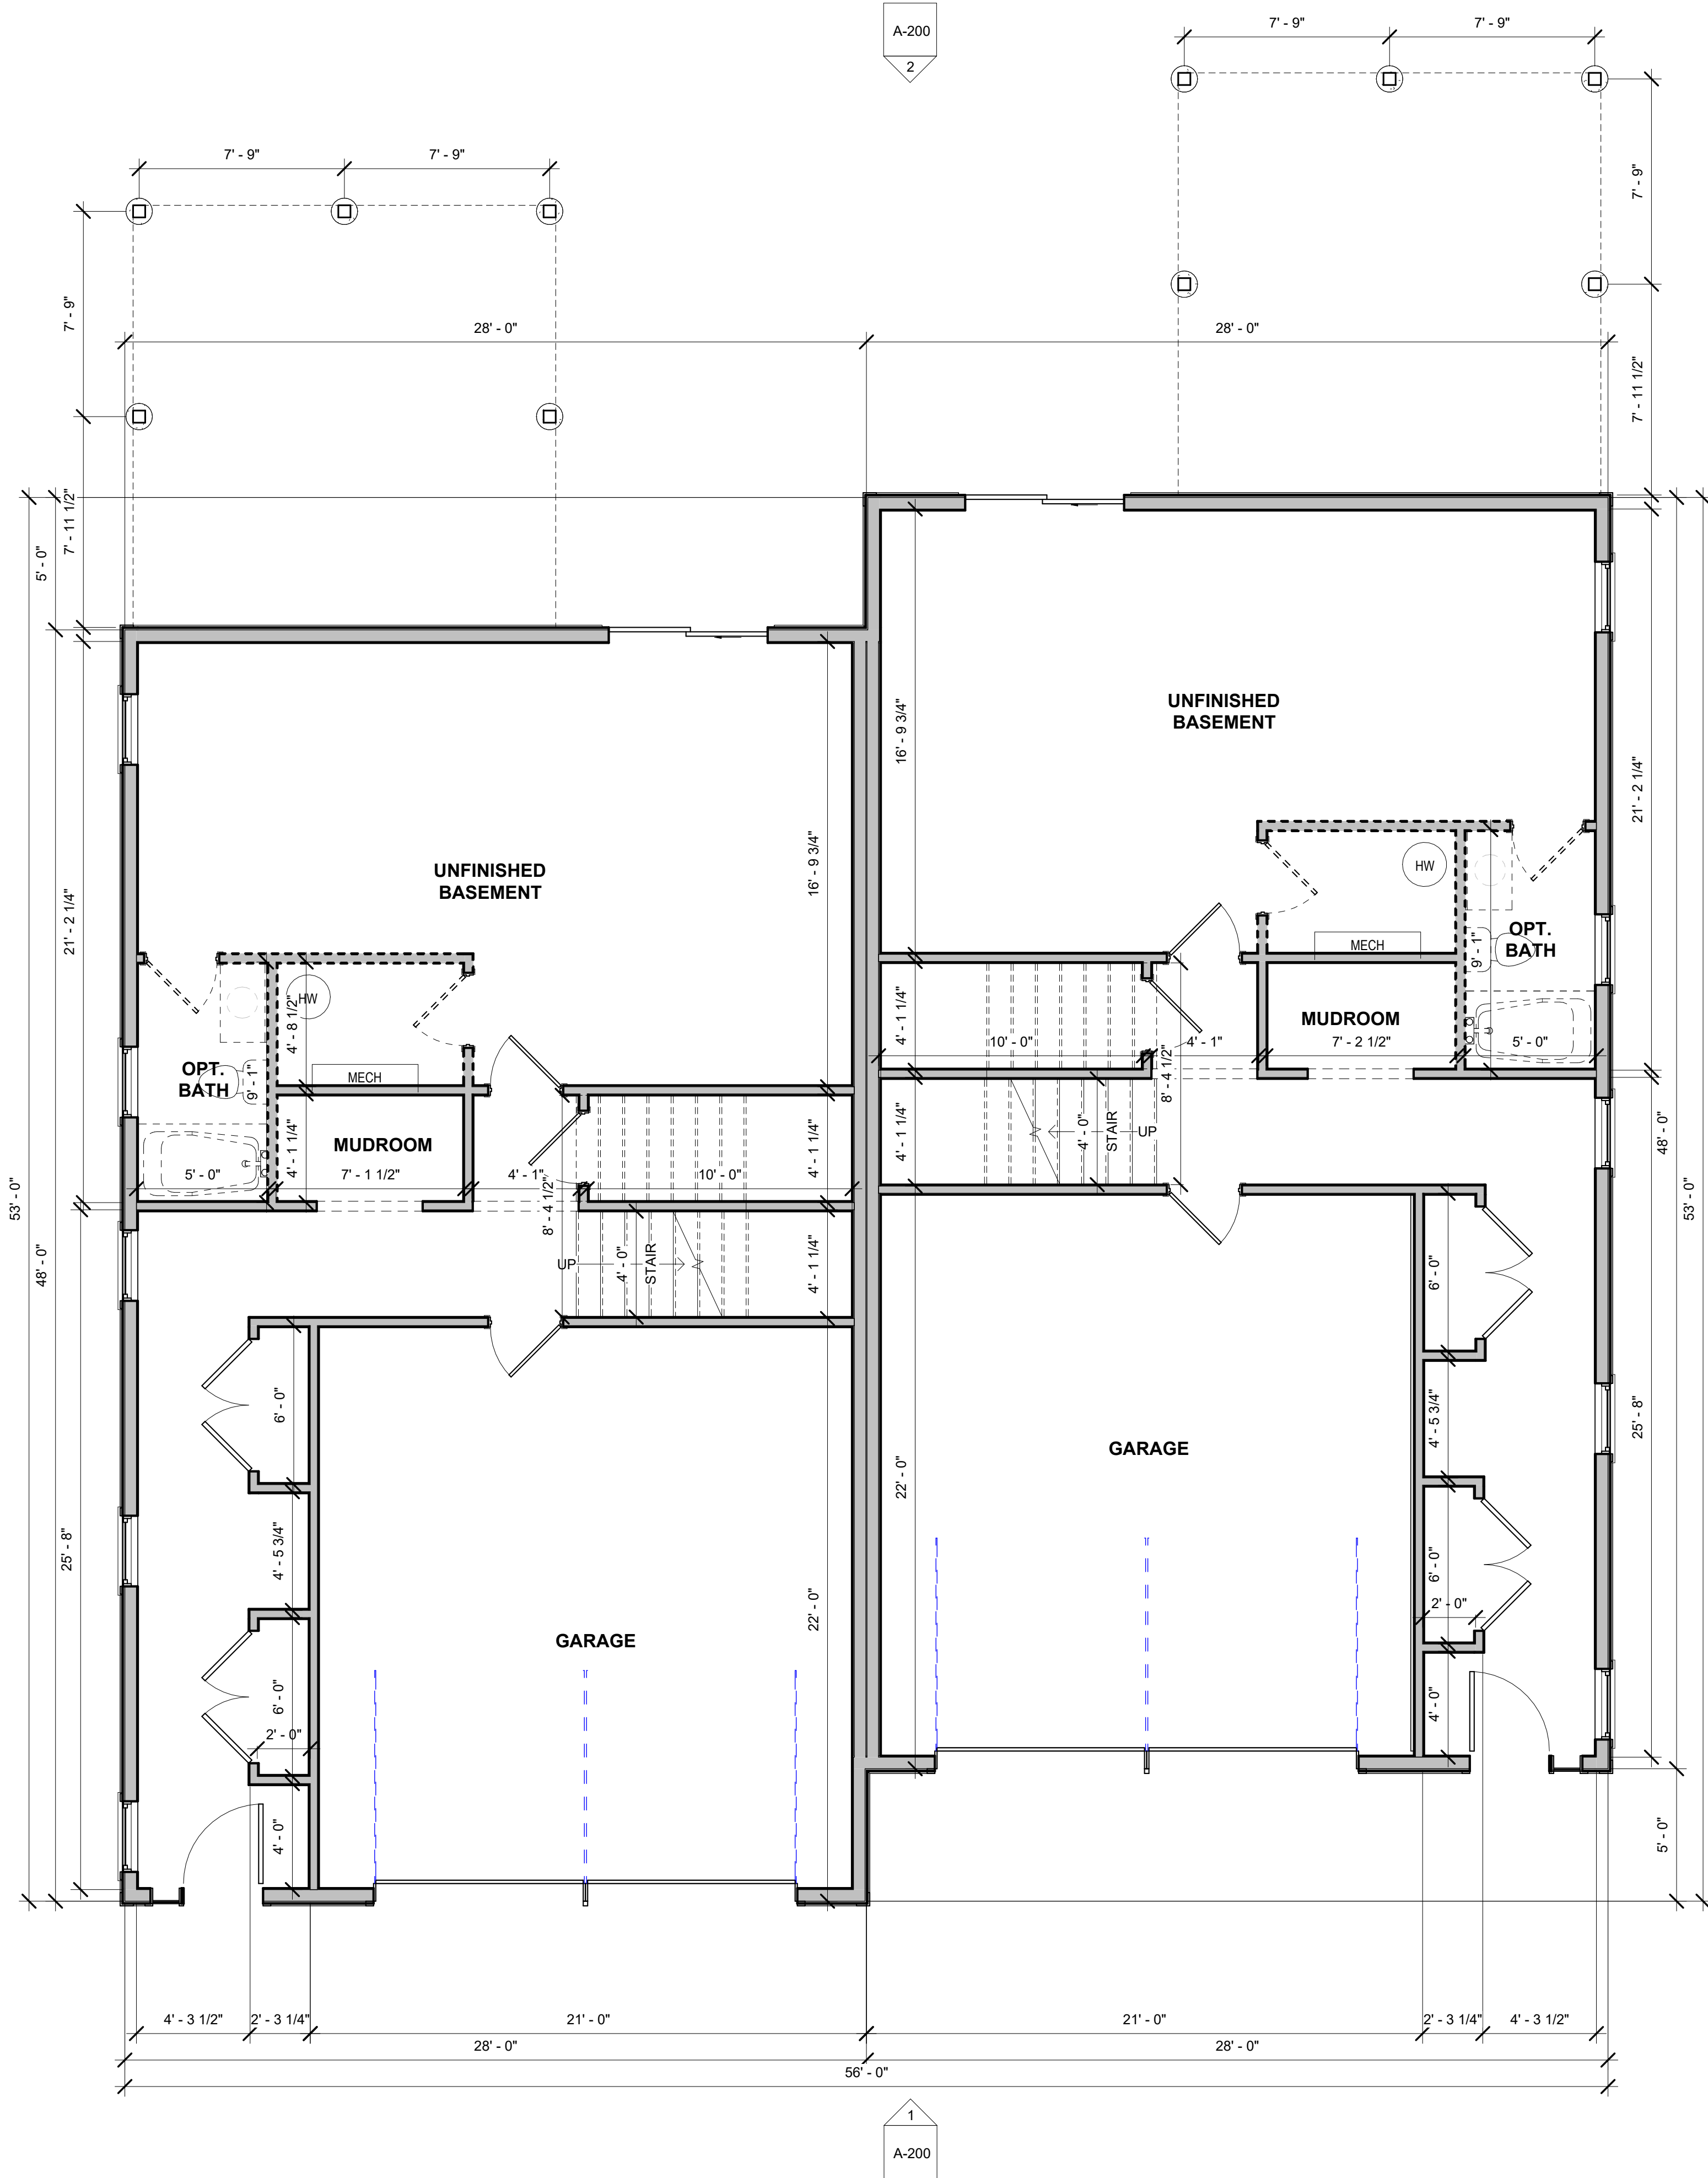 A-200
2
7' - 9"
7' - 9"
7' - 9"
7' - 11 1/2"
7' - 9"
7' - 9"
7' - 9"
28' - 0"
28' - 0"
7' - 11 1/2"
5' - 0"
53' - 0"
48' - 0"
21' - 2 1/4"
25' - 8"
UNFINISHED
BASEMENT
16' - 9 3/4"
HW
4' - 8 1/2"
MECH
OPT.
BATH
9' - 1"
MUDROOM
4' - 1 1/4"
5' - 0"
7' - 1 1/2"
4' - 1"
10' - 0"
4' - 1 1/4"
8' - 4 1/2"
UP
4' - 0"
STAIR
4' - 1 1/4"
6' - 0"
4' - 5 3/4"
6' - 0"
2' - 0"
4' - 0"
GARAGE
22' - 0"
UNFINISHED
BASEMENT
16' - 9 3/4"
21' - 2 1/4"
HW
MECH
OPT.
BATH
9' - 1"
MUDROOM
4' - 1 1/4"
10' - 0"
4' - 1"
7' - 2 1/2"
5' - 0"
8' - 4 1/2"
4' - 1 1/4"
4' - 0"
STAIR
UP
48' - 0"
53' - 0"
6' - 0"
4' - 5 3/4"
25' - 8"
GARAGE
22' - 0"
6' - 0"
2' - 0"
4' - 0"
5' - 0"
4' - 3 1/2"
2' - 3 1/4"
21' - 0"
21' - 0"
2' - 3 1/4"
4' - 3 1/2"
28' - 0"
28' - 0"
56' - 0"
1
A-200